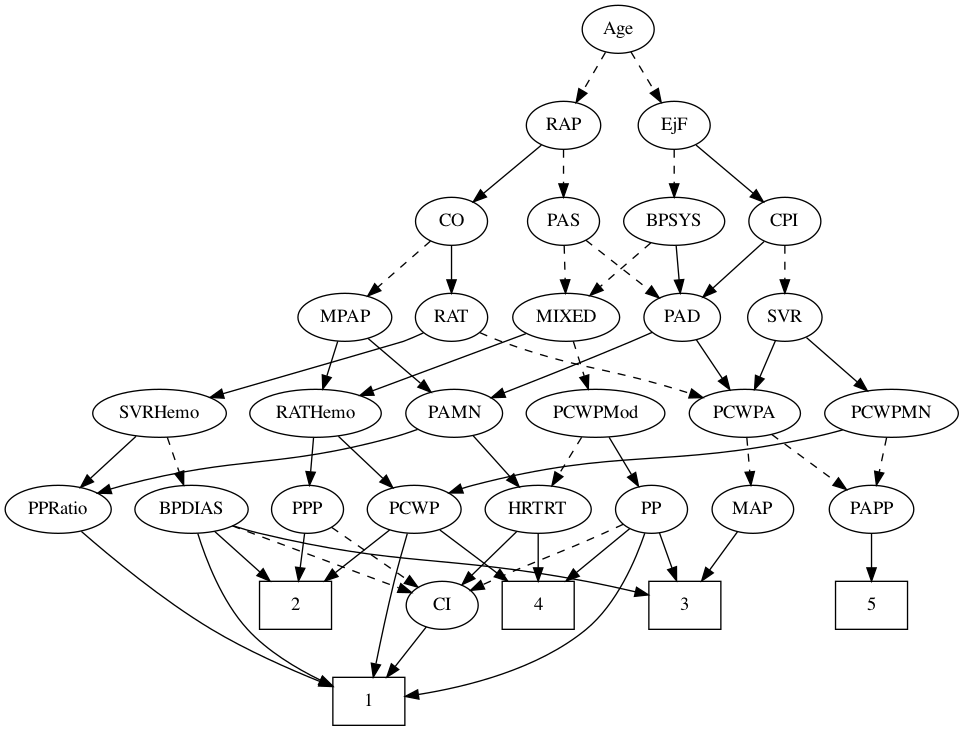 Age
RAP
EjF
CO
PAS
BPSYS
CPI
MPAP
RAT
MIXED
PAD
SVR
SVRHemo
RATHemo
PAMN
PCWPMod
PCWPA
PCWPMN
PPRatio
BPDIAS
PPP
PCWP
HRTRT
PP
MAP
PAPP
2
CI
4
3
5
1